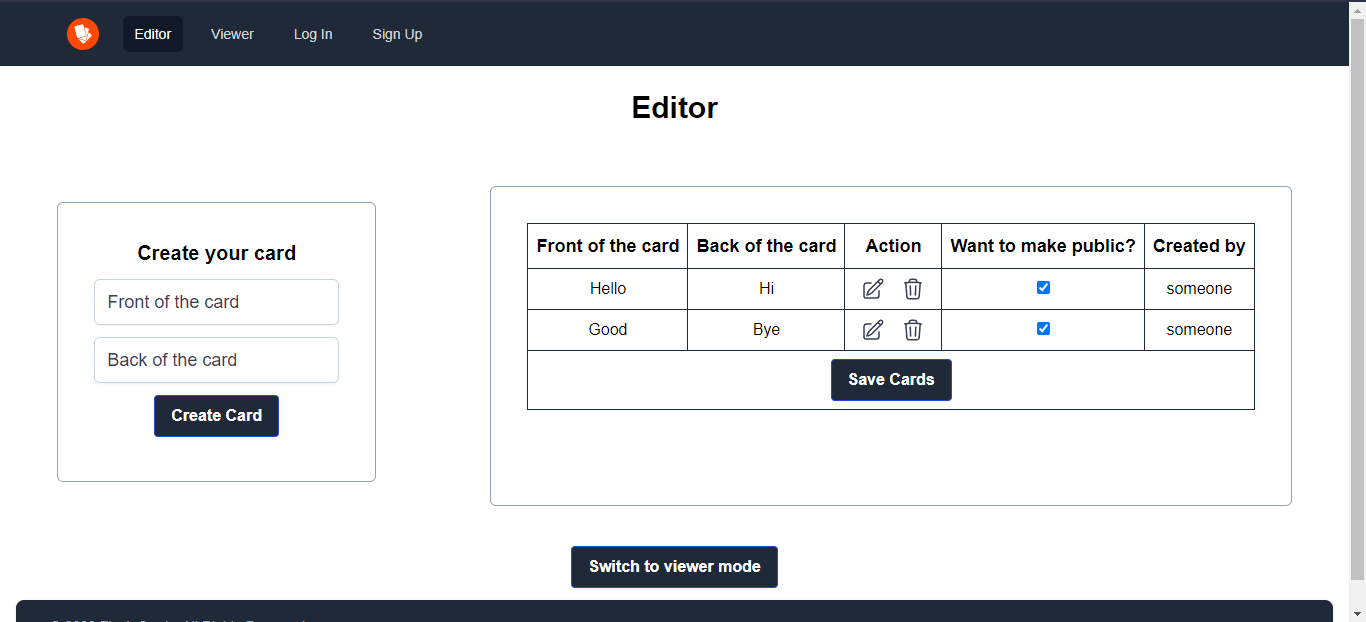 Editor Viewer Log In Sign Up
Editor
Create your card
Front of the card
Back of the card
Create Card
Front of the card Back of the card Action Want to make public? Created by
Hello Hi someone
Good Bye someone
Save Cards
Switch to viewer mode